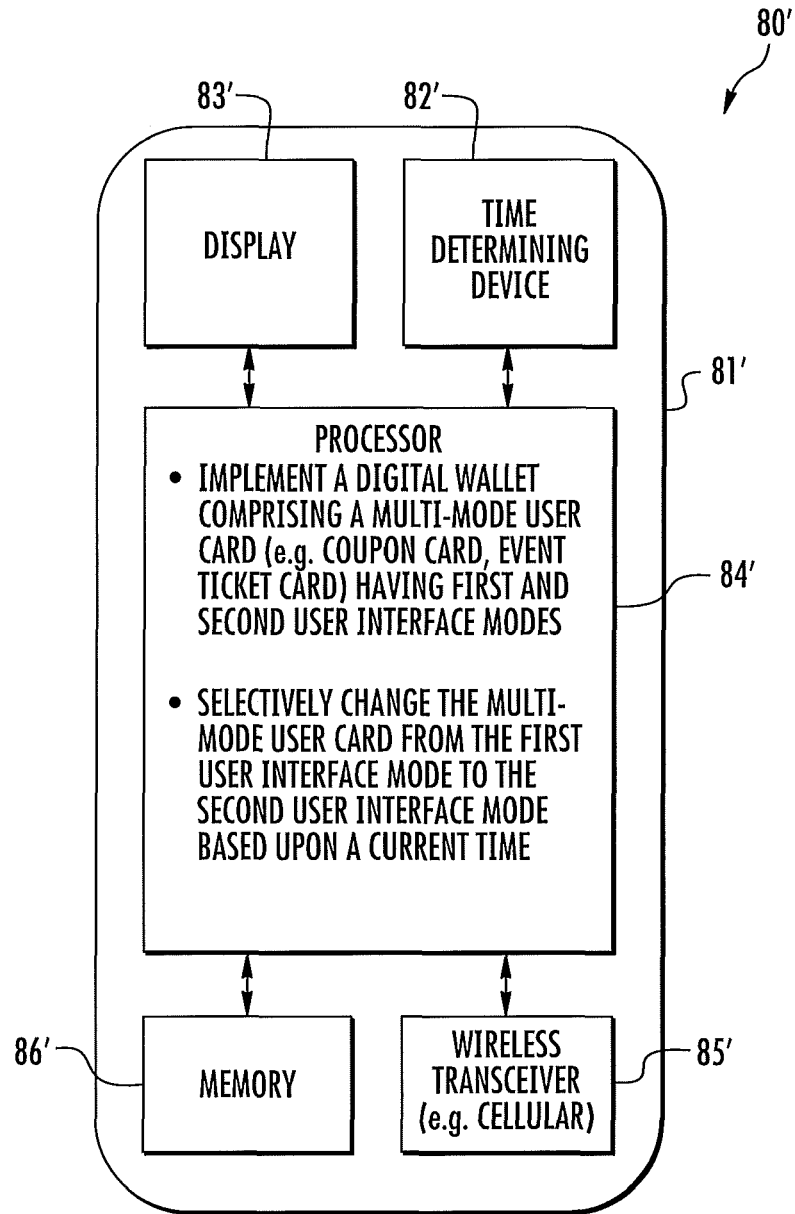 80'
83'
82'
DISPLAY
TIME
DETERMINING
DEVICE
81'
PROCESSOR
• IMPLEMENT A DIGITAL WALLET
COMPRISING A MULTI-MODE USER
CARD (e.g. COUPON CARD, EVENT
TICKET CARD) HAVING FIRST AND
SECOND USER INTERFACE MODES
84'
• SELECTIVELY CHANGE THE MULTI-
MODE USER CARD FROM THE FIRST
USER INTERFACE MODE TO THE
SECOND USER INTERFACE MODE
BASED UPON A CURRENT TIME
86'
MEMORY
WIRELESS
TRANSCEIVER
(e.g. CELLULAR)
85'